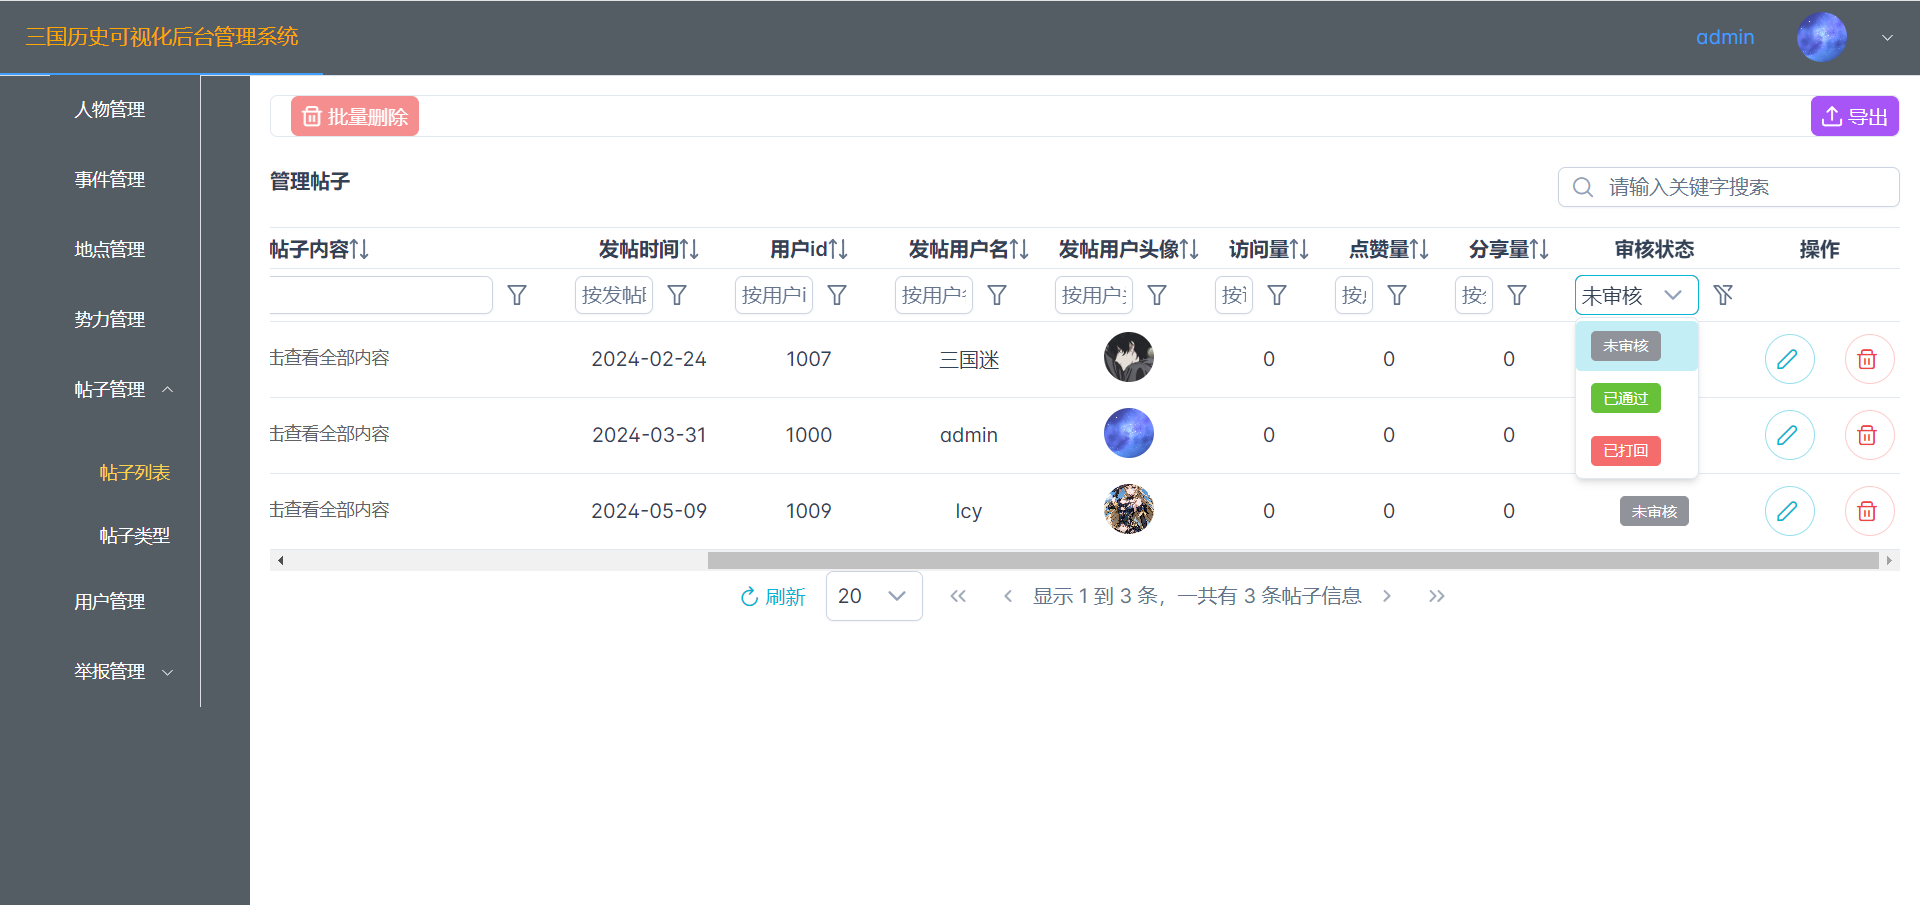 三国历史可视化后台管理系统
admin
人物管理
事件管理
地点管理
势力管理
帖子管理
帖子列表
帖子类型
用户管理
举报管理
批量删除
导出
管理帖子
请输入关键字搜索
帖子内容 发帖时间 用户id 发帖用户名 发帖用户头像 访问量 点赞量 分享量 审核状态 操作
按发帖 按用户i 按用户 按用户 按 按 按 未审核
未审核
已通过
已打回
击查看全部内容 2024-02-24 1007 三国迷 0 0 0
击查看全部内容 2024-03-31 1000 admin 0 0 0
击查看全部内容 2024-05-09 1009 lcy 0 0 0 未审核
刷新 20 显示 1 到 3 条，一共有 3 条帖子信息